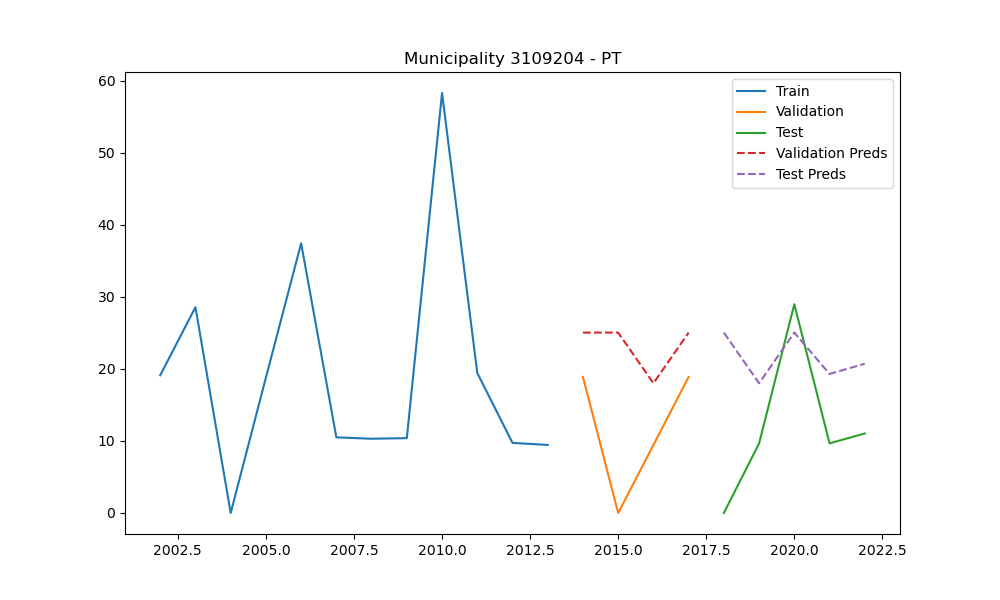 Municipality 3109204 - PT
60
50
40
30
20
10
0
Train
Validation
Test
Validation Preds
Test Preds
2002.5 2005.0 2007.5 2010.0 2012.5 2015.0 2017.5 2020.0 2022.5